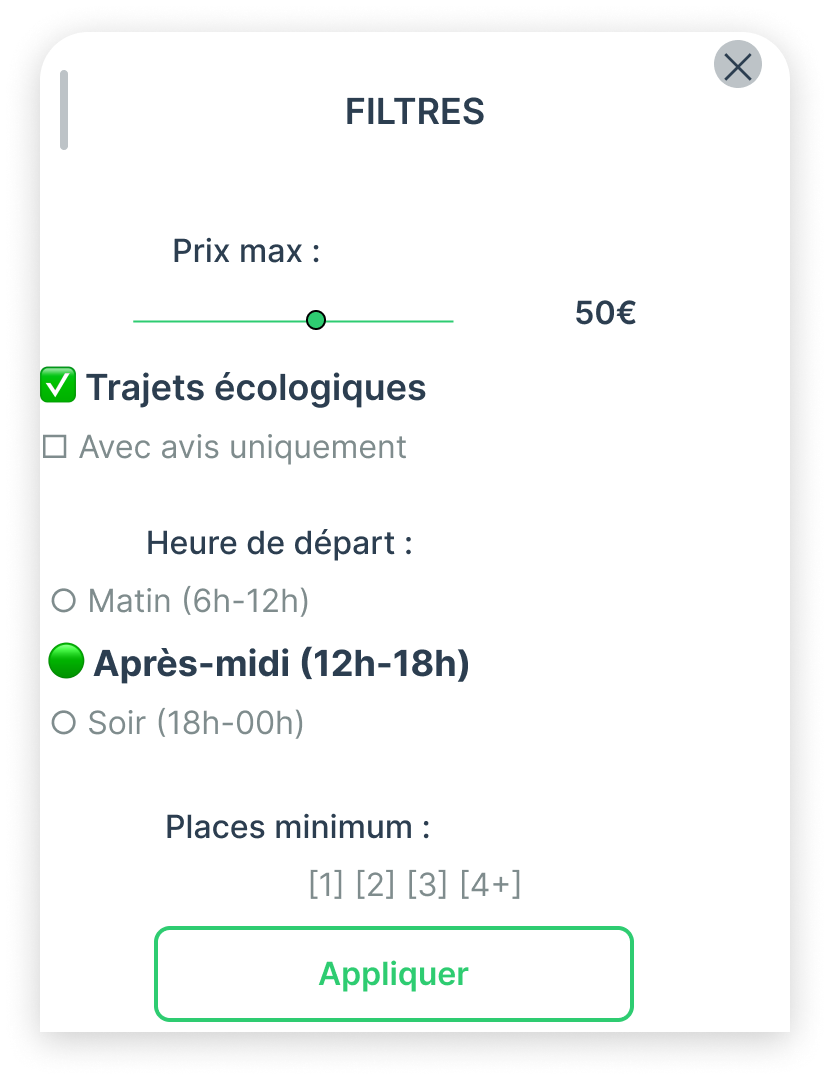 FILTRES
Prix max :
50€
✅ Trajets écologiques
☐ Avec avis uniquement
Heure de départ :
○ Matin (6h-12h)
🟢 Après-midi (12h-18h)
○ Soir (18h-00h)
Places minimum :
[1] [2] [3] [4+]
Appliquer